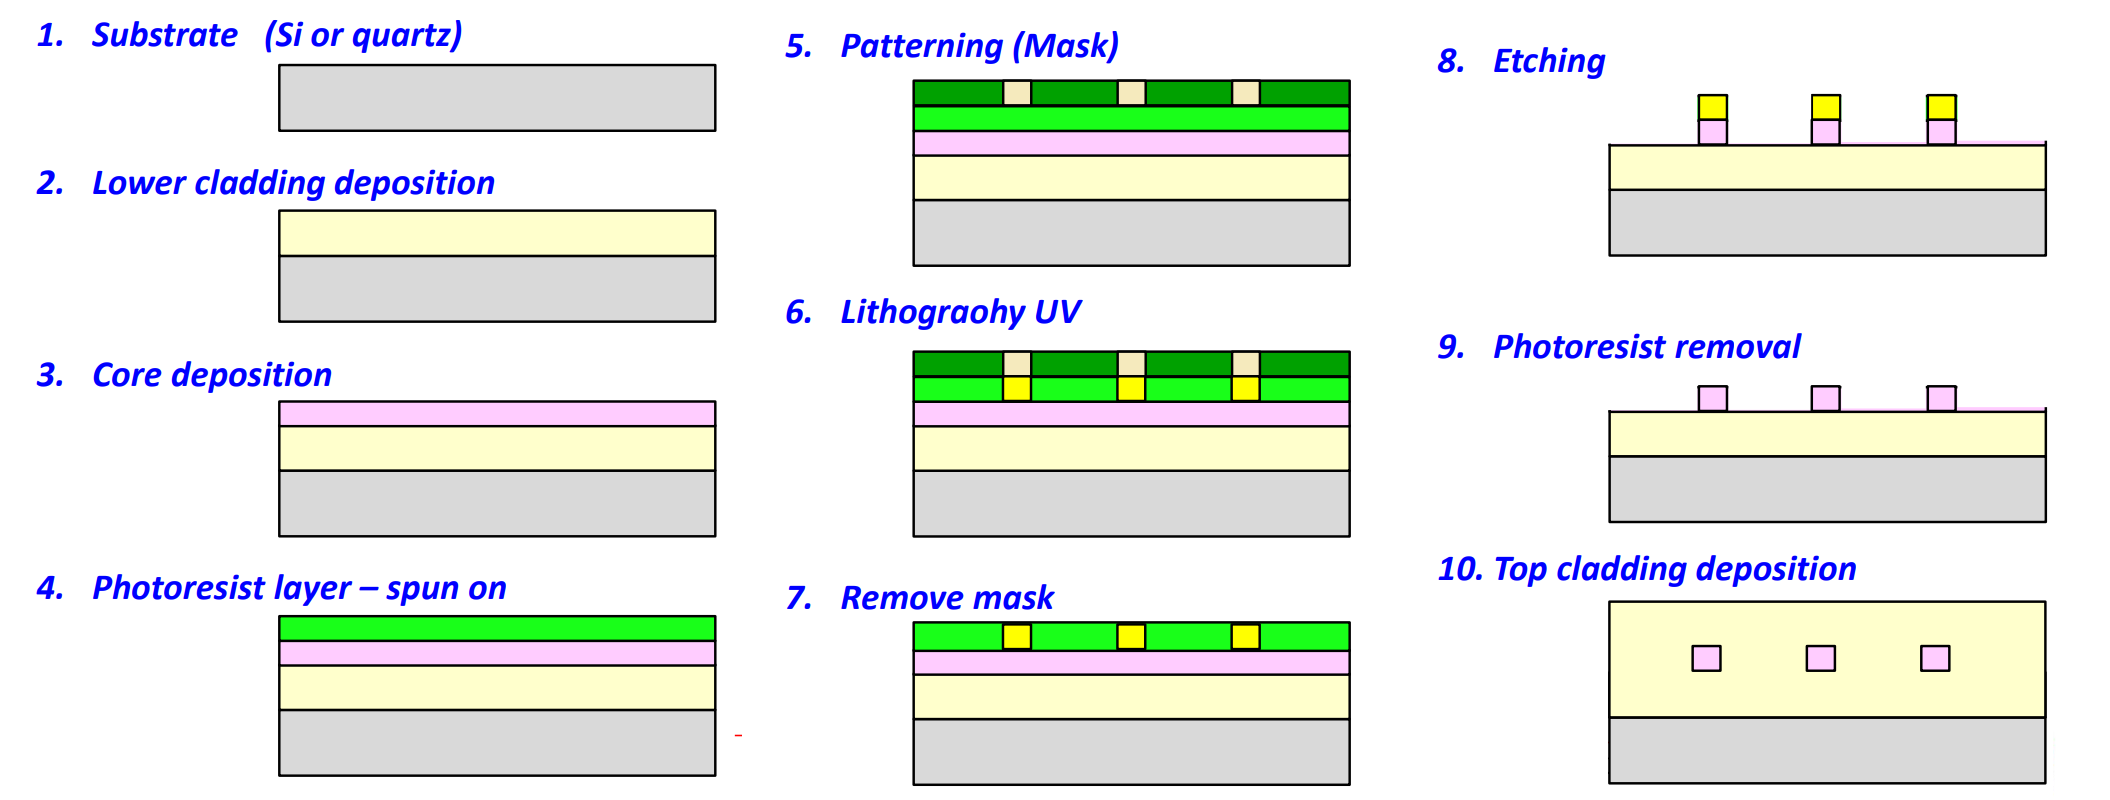 1. Substrate (Si or quartz)
2. Lower cladding deposition
3. Core deposition
4. Photoresist layer – spun on
5. Patterning (Mask)
6. Lithograohy UV
7. Remove mask
8. Etching
9. Photoresist removal
10. Top cladding deposition